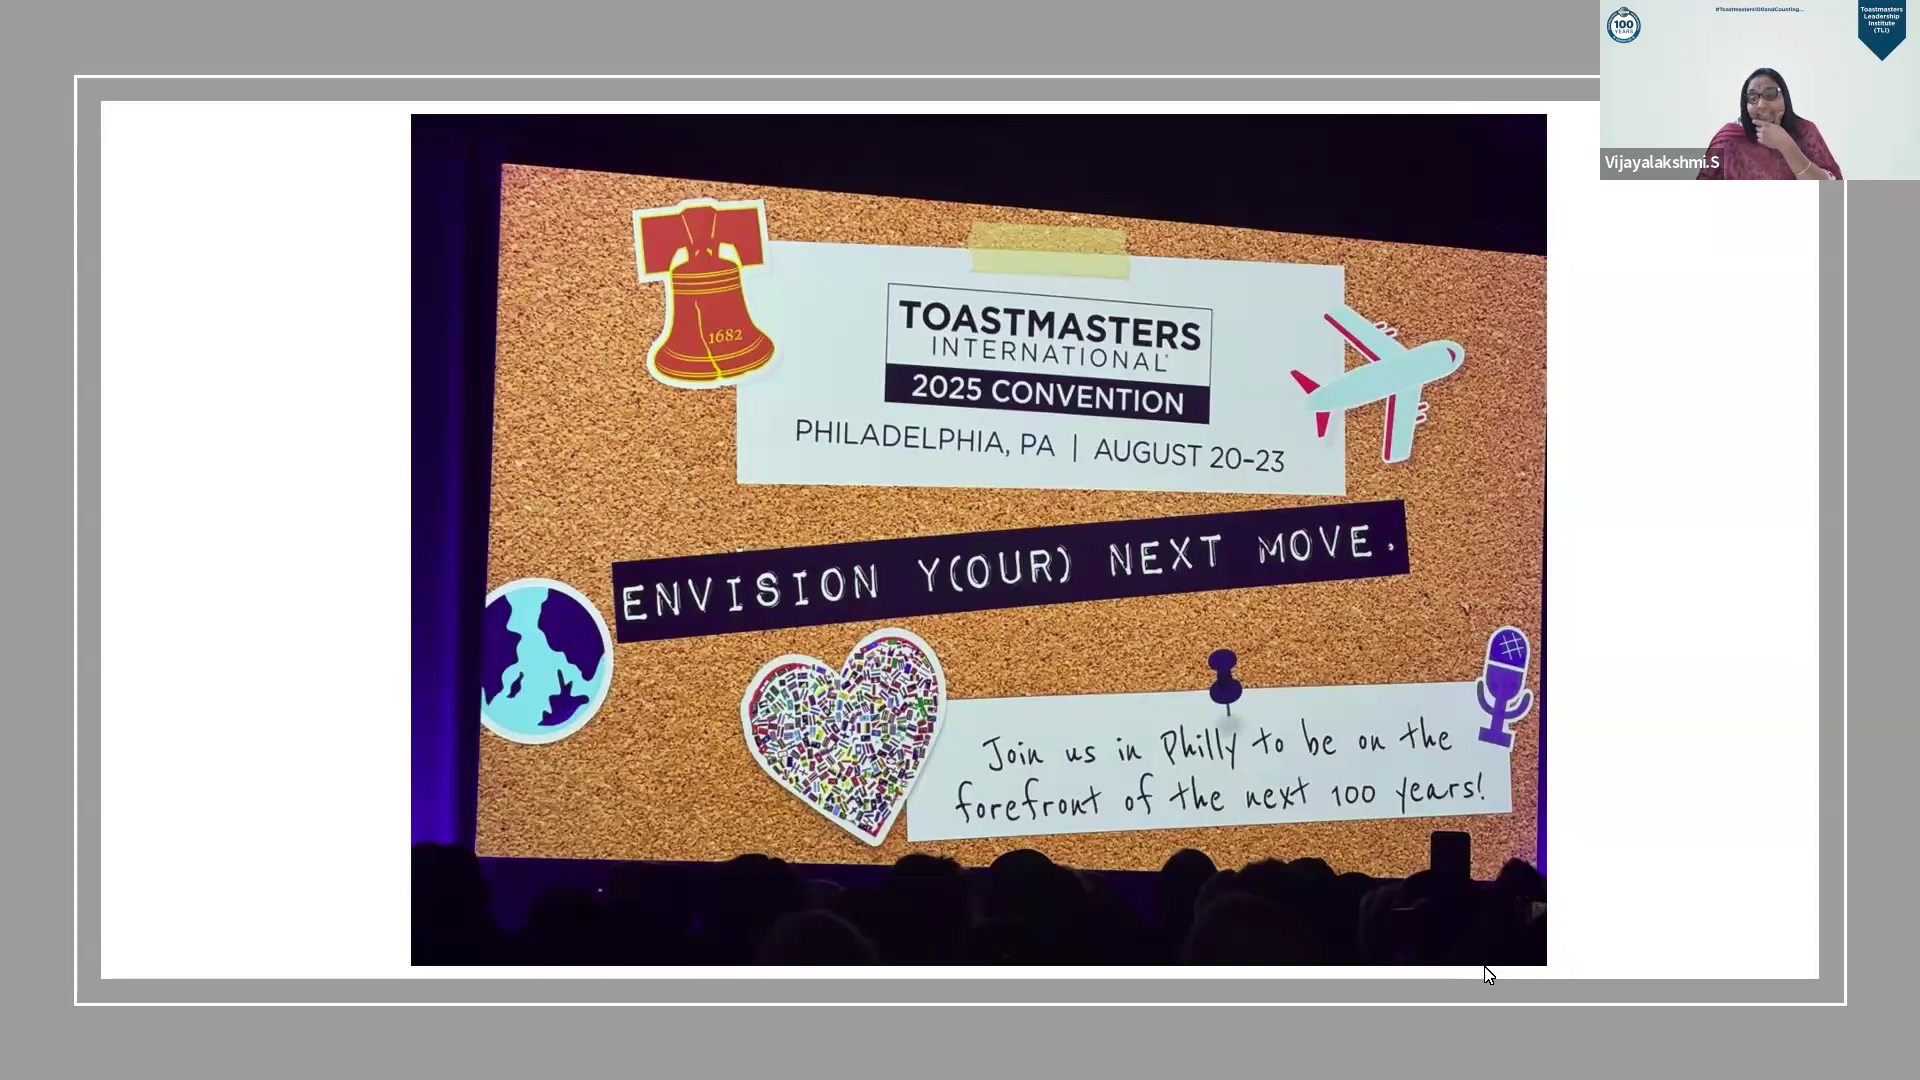 #Toastmasters100andCounting...
100
YEARS
Toastmasters
Leadership
Institute
(TLI)
Vijayalakshmi.S
1682
TOASTMASTERS
INTERNATIONAL
2025 CONVENTION
PHILADELPHIA, PA | AUGUST 20–23
ENVISION Y(OUR) NEXT MOVE.
Join us in Philly to be on the
forefront of the next 100 years!